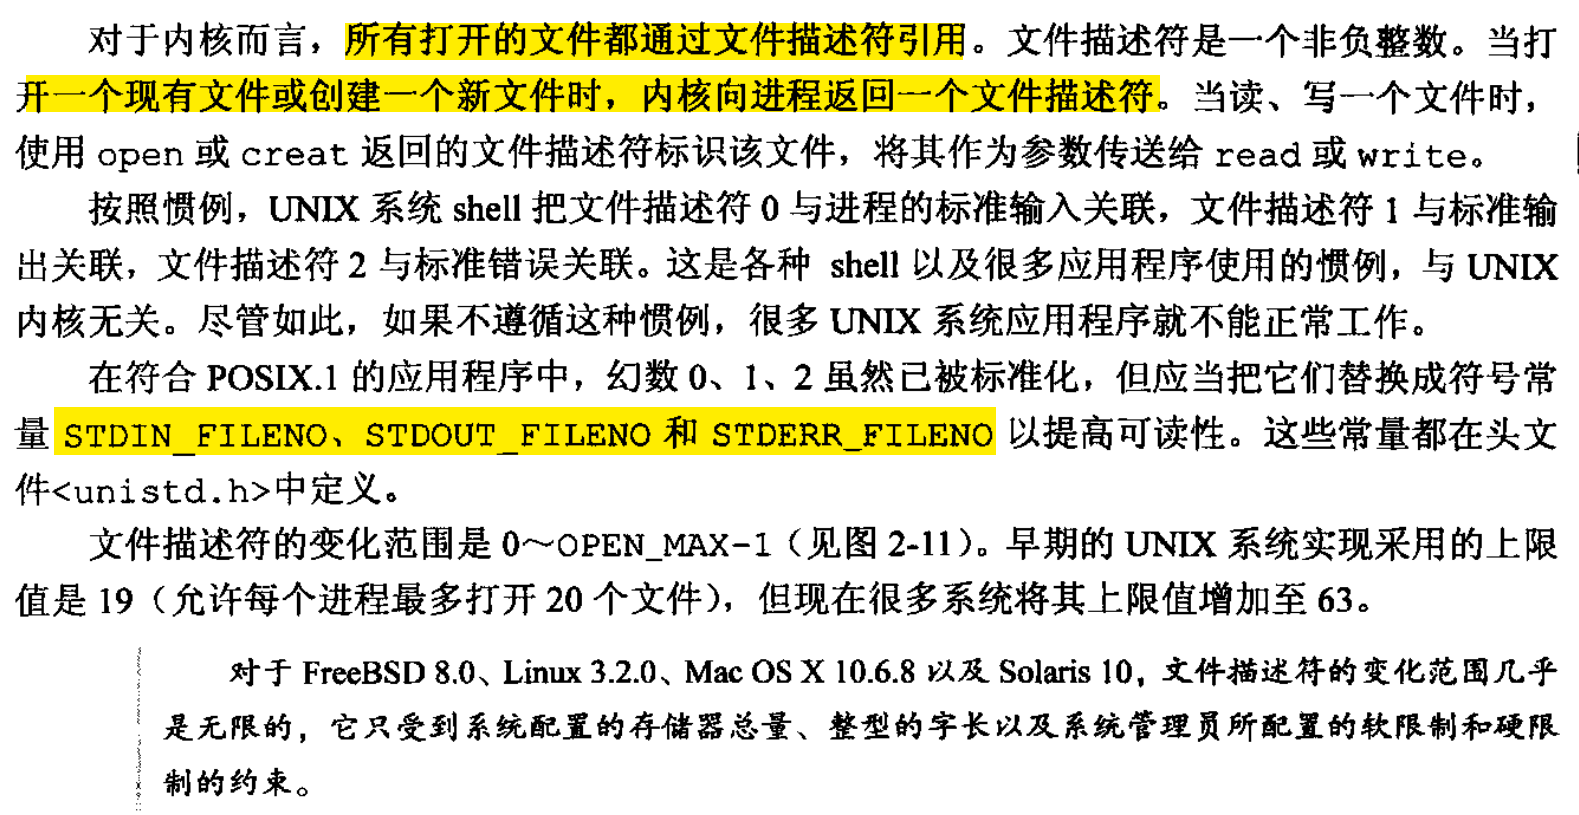 对于内核而言，所有打开的文件都通过文件描述符引用。文件描述符是一个非负整数。当打
开一个现有文件或创建一个新文件时，内核向进程返回一个文件描述符。当读、写一个文件时，
使用 open 或 creat 返回的文件描述符标识该文件，将其作为参数传送给 read 或 write。
按照惯例，UNIX 系统 shell 把文件描述符 0 与进程的标准输入关联，文件描述符 1 与标准输
出关联，文件描述符 2 与标准错误关联。这是各种 shell 以及很多应用程序使用的惯例，与 UNIX
内核无关。尽管如此，如果不遵循这种惯例，很多 UNIX 系统应用程序就不能正常工作。
在符合 POSIX.1 的应用程序中，幻数 0、1、2 虽然已被标准化，但应当把它们替换成符号常
量 STDIN_FILENO、STDOUT_FILENO 和 STDERR_FILENO 以提高可读性。这些常量都在头文
件<unistd.h>中定义。
文件描述符的变化范围是 0～OPEN_MAX-1（见图 2-11）。早期的 UNIX 系统实现采用的上限
值是 19（允许每个进程最多打开 20 个文件），但现在很多系统将其上限值增加至 63。
对于 FreeBSD 8.0、Linux 3.2.0、Mac OS X 10.6.8 以及 Solaris 10，文件描述符的变化范围几乎
是无限的，它只受到系统配置的存储器总量、整型的字长以及系统管理员所配置的软限制和硬限
制的约束。